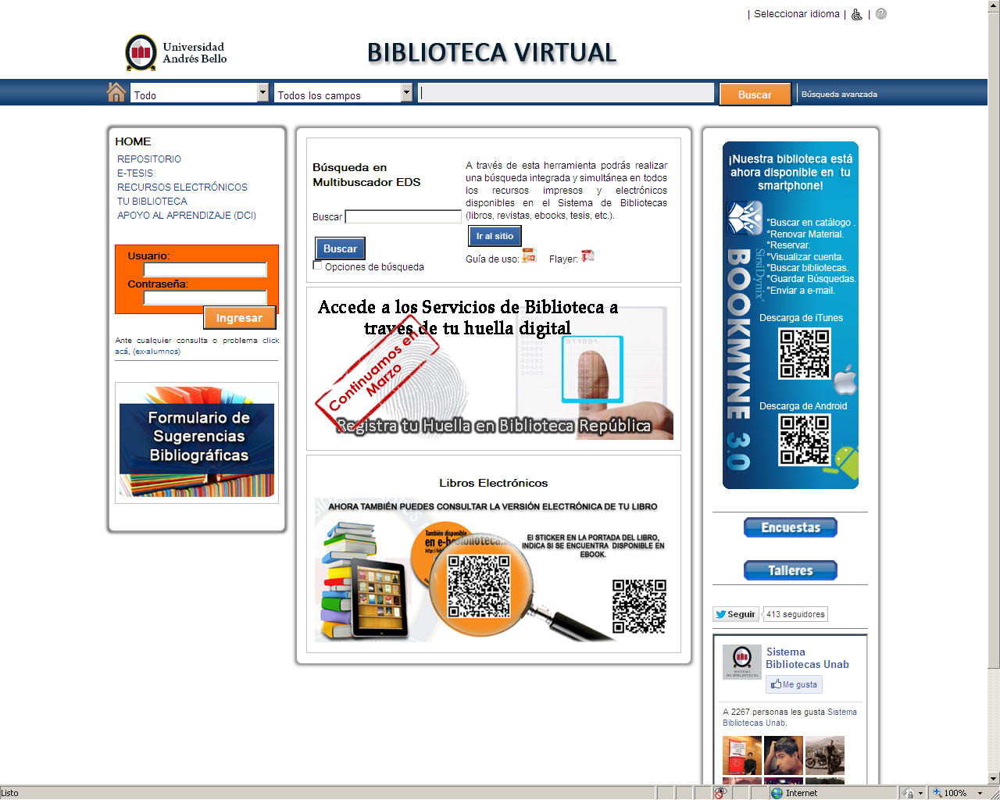 | Seleccionar idioma | |
Universidad
Andrés Bello
BIBLIOTECA VIRTUAL
Todo
Todos los campos
Buscar
Búsqueda avanzada
HOME
REPOSITORIO
E-TESIS
RECURSOS ELECTRÓNICOS
TU BIBLIOTECA
APOYO AL APRENDIZAJE (DCI)
Usuario:
Contraseña:
Ingresar
Ante cualquier consulta o problema click
acá, (ex-alumnos)
Formulario de
Sugerencias
Bibliográficas
Búsqueda en
Multibuscador EDS
Buscar
Buscar
Opciones de búsqueda
A través de esta herramienta podrás realizar
una búsqueda integrada y simultánea en todos
los recursos impresos y electrónicos
disponibles en el Sistema de Bibliotecas
(libros, revistas, ebooks, tesis, etc.).
Ir al sitio
Guía de uso: Flayer:
Accede a los Servicios de Biblioteca a
través de tu huella digital
011001
Continuamos en
Marzo
Registra tu Huella en Biblioteca República
Libros Electrónicos
AHORA TAMBIÉN PUEDES CONSULTAR LA VERSIÓN ELECTRÓNICA DE TU LIBRO
También disponible
El STICKER EN LA PORTADA DEL LIBRO,
INDICA SI SE ENCUENTRA DISPONIBLE EN
EBOOK.
¡Nuestra biblioteca está
ahora disponible en tu
smartphone!
°Buscar en catálogo .
°Renovar Material.
°Reservar.
°Visualizar cuenta.
°Buscar bibliotecas.
°Guardar Búsquedas.
°Enviar a e-mail.
SirsiDynix
BOOKMYNE 3.0
Descarga de iTunes
Descarga de Android
Encuestas
Talleres
Seguir
413 seguidores
SISTEMA
DE BIBLIOTECAS
Sistema
Bibliotecas Unab
Me gusta
A 2267 personas les gusta Sistema
Bibliotecas Unab.
Listo
Internet
100%